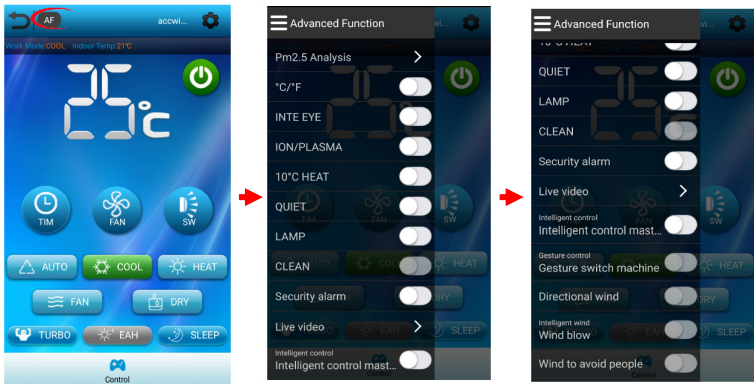 AF
accwi...
Work Mode:COOL Indoor Temp:21°C
25°c
TIM
FAN
SW
AUTO
COOL
HEAT
FAN
DRY
TURBO
EAH
SLEEP
Control
Advanced Function
Pm2.5 Analysis
°C/°F
INTE EYE
ION/PLASMA
10°C HEAT
QUIET
LAMP
CLEAN
Security alarm
Live video
Intelligent control
Intelligent control mast...
Advanced Function
10°C HEAT
QUIET
LAMP
CLEAN
Security alarm
Live video
Intelligent control
Intelligent control mast...
Gesture control
Gesture switch machine
Directional wind
Intelligent wind
Wind blow
Wind to avoid people